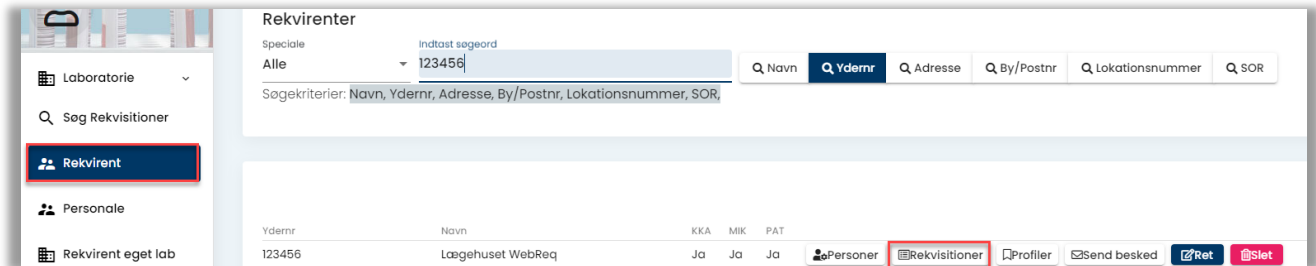 Rekvirenter
Speciale Indtast søgeord
Alle 123456 Navn Ydernr Adresse By/Postnr Lokationsnummer SOR
Søgekriterier: Navn, Ydernr, Adresse, By/Postnr, Lokationsnummer, SOR,
Laboratorie
Søg Rekvisitioner
Rekvirent
Personale
Rekvirent eget lab
Ydernr Navn KKA MIK PAT
123456 Lægehuset WebReq Ja Ja Ja Personer Rekvisitioner Profiler Send besked Ret Slet